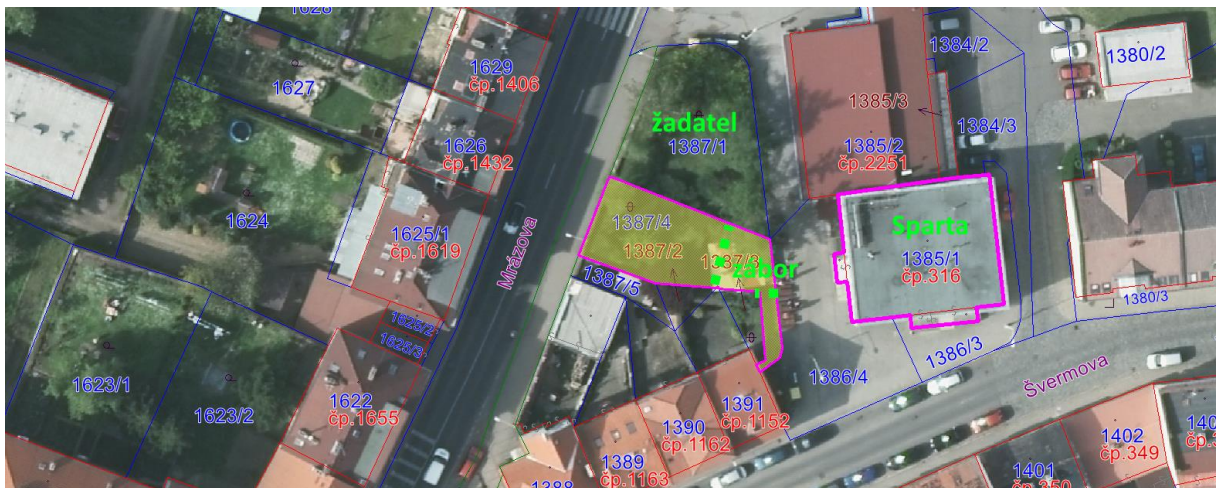 1628
1384/2
1380/2
1629
čp.1406
1627
1385/3
žadatel
1387/1
1384/3
1626
čp.1432
1385/2
čp.2251
1624
1387/4
Sparta
1625/1
čp.1619
1387/2
1387/3
1385/1
čp.316
zábor
Mrázova
1387/5
1380/3
1625/2
1625/3
1386/3
1623/1
1386/4
Švermova
1623/2
1622
čp.1655
1391
čp.1152
1390
čp.1162
1402
čp.349
1389
čp.1163
1388
1401
čp.350